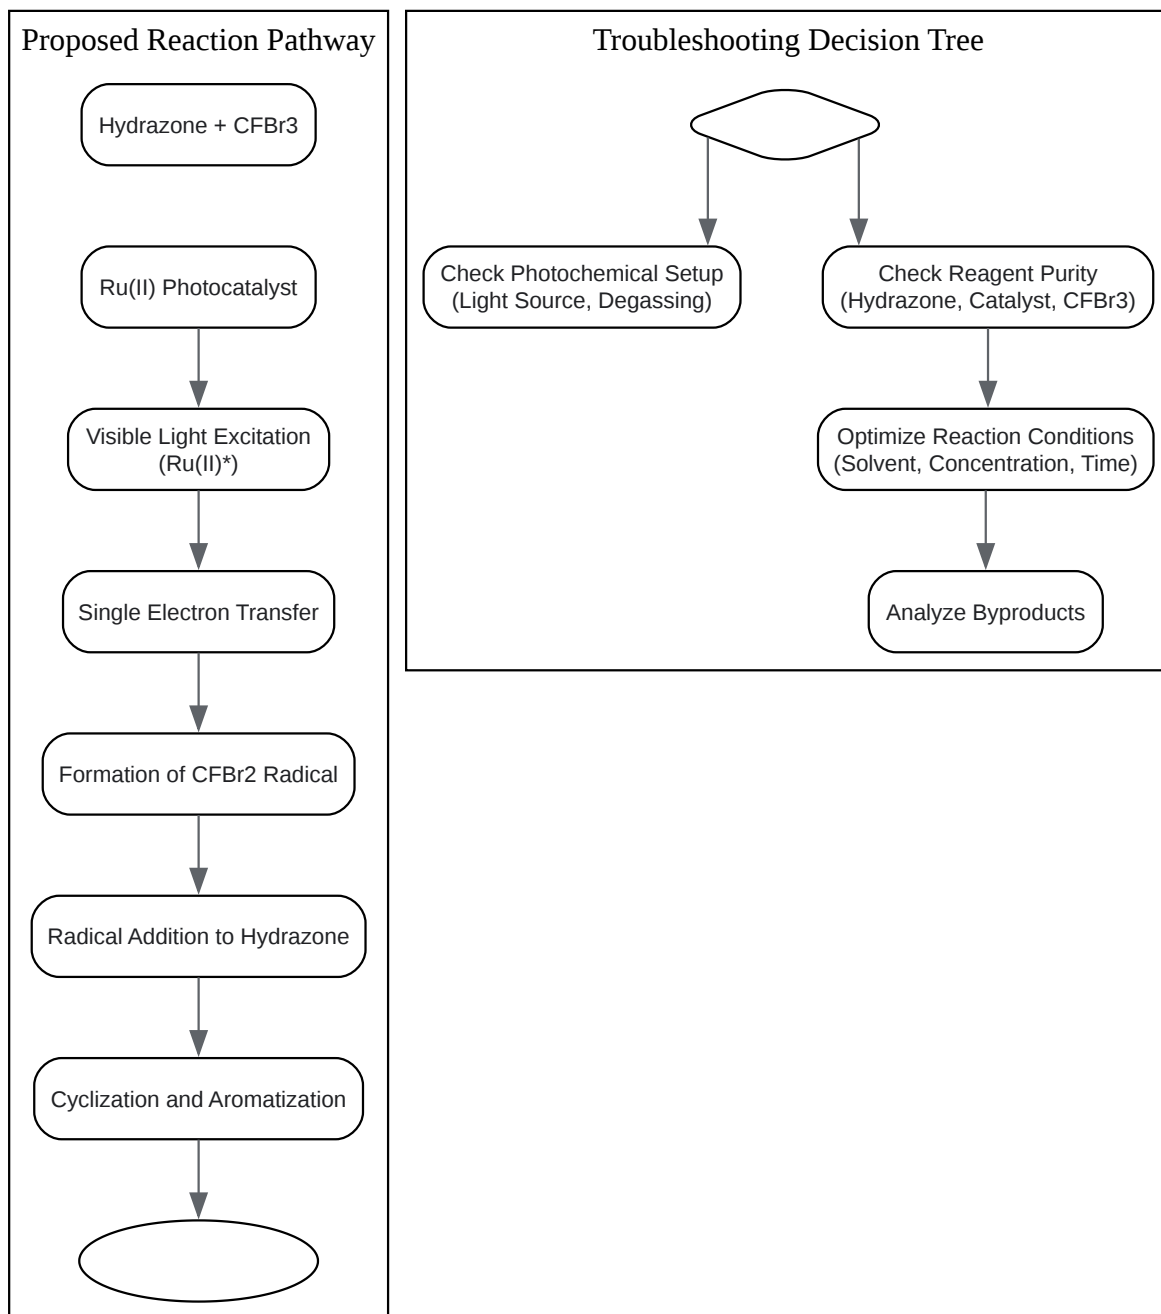 Proposed Reaction Pathway
Hydrazone + CFBr3
Ru(II) Photocatalyst
Visible Light Excitation
(Ru(II)*)
Single Electron Transfer
Formation of CFBr2 Radical
Radical Addition to Hydrazone
Cyclization and Aromatization
Troubleshooting Decision Tree
Check Photochemical Setup
(Light Source, Degassing)
Check Reagent Purity
(Hydrazone, Catalyst, CFBr3)
Optimize Reaction Conditions
(Solvent, Concentration, Time)
Analyze Byproducts